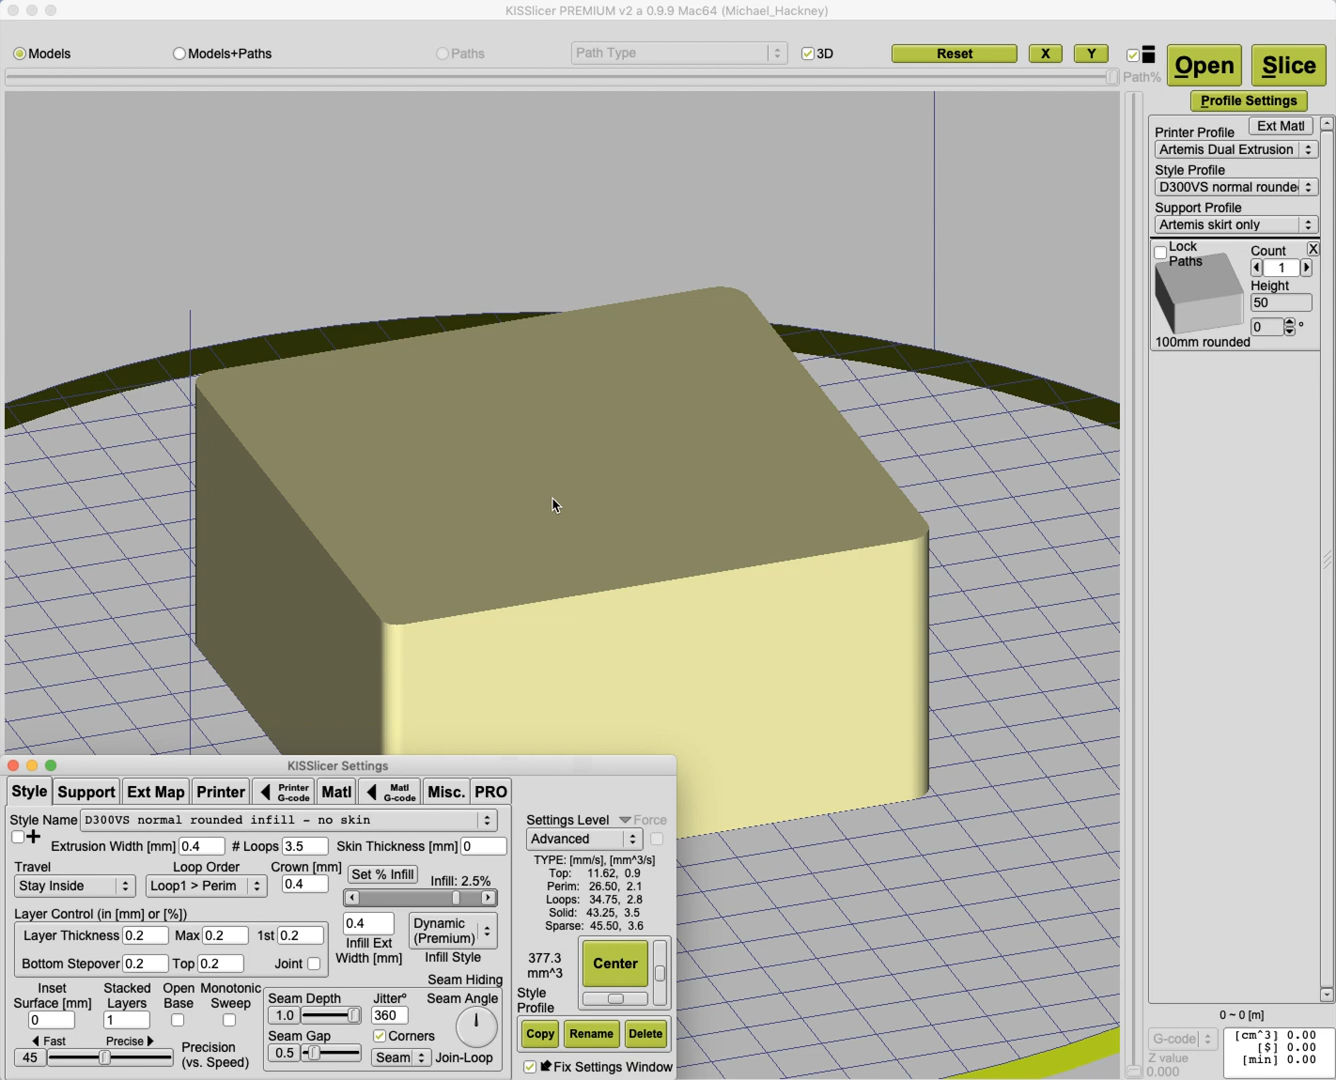 KISSlicer PREMIUM v2 a 0.9.9 Mac64 (Michael_Hackney)
Models
Models+Paths
Paths
Path Type
3D
Reset
X
Y
Path%
Open
Slice
Profile Settings
Printer Profile
Ext Matl
Artemis Dual Extrusion
Style Profile
D300VS normal rounde
Support Profile
Artemis skirt only
Lock Paths
Count
X
1
Height
50
0 °
100mm rounded
KISSlicer Settings
Style
Support
Ext Map
Printer
Printer G-code
Matl
Matl G-code
Misc.
PRO
Style Name D300VS normal rounded infill - no skin
Extrusion Width [mm] 0.4 # Loops 3.5 Skin Thickness [mm] 0
Travel
Loop Order
Crown [mm]
Set % Infill
Infill: 2.5%
Stay Inside
Loop1 > Perim
0.4
Layer Control (in [mm] or [%])
0.4
Infill Ext
Width [mm]
Dynamic
(Premium)
Infill Style
Layer Thickness 0.2 Max 0.2 1st 0.2
Bottom Stepover 0.2 Top 0.2 Joint
Inset
Surface [mm]
0
Stacked
Layers
1
Open
Base
Monotonic
Sweep
Seam Hiding
Seam Depth
1.0
Jitter°
360
Seam Angle
Seam Gap
0.5
Corners
Seam
Join-Loop
Fast
Precise
45
Precision
(vs. Speed)
Settings Level
Force
Advanced
TYPE: [mm/s], [mm^3/s]
Top: 11.62, 0.9
Perim: 26.50, 2.1
Loops: 34.75, 2.8
Solid: 43.25, 3.5
Sparse: 45.50, 3.6
377.3
mm^3
Center
Style
Profile
Copy
Rename
Delete
Fix Settings Window
0 ~ 0 [m]
G-code
Z value
0.000
[cm^3] 0.00
[$] 0.00
[min] 0.00